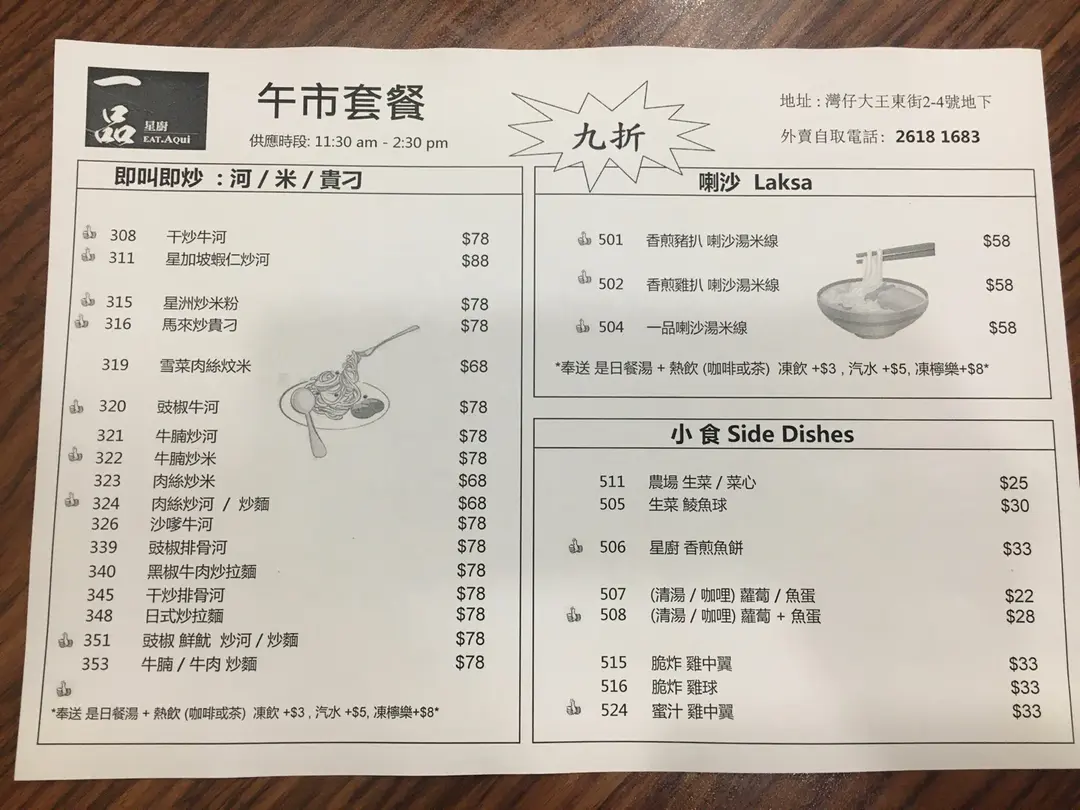 一品
星廚
EAT.Aqui
午市套餐
供應時段: 11:30 am - 2:30 pm
九折
地址 : 灣仔大王東街2-4號地下
外賣自取電話: 2618 1683
即叫即炒 : 河 / 米 / 貴刁
308 干炒牛河 $78
311 星加坡蝦仁炒河 $88
315 星洲炒米粉 $78
316 馬來炒貴刁 $78
319 雪菜肉絲炆米 $68
320 豉椒牛河 $78
321 牛腩炒河 $78
322 牛腩炒米 $78
323 肉絲炒米 $68
324 肉絲炒河 / 炒麵 $68
326 沙嗲牛河 $78
339 豉椒排骨河 $78
340 黑椒牛肉炒拉麵 $78
345 干炒排骨河 $78
348 日式炒拉麵 $78
351 豉椒 鮮魷 炒河 / 炒麵 $78
353 牛腩 / 牛肉 炒麵 $78
*奉送 是日餐湯 + 熱飲 (咖啡或茶) 凍飲 +$3 , 汽水 +$5, 凍檸樂+$8*
喇沙 Laksa
501 香煎豬扒 喇沙湯米線 $58
502 香煎雞扒 喇沙湯米線 $58
504 一品喇沙湯米線 $58
*奉送 是日餐湯 + 熱飲 (咖啡或茶) 凍飲 +$3 , 汽水 +$5, 凍檸樂+$8*
小 食 Side Dishes
511 農場 生菜 / 菜心 $25
505 生菜 鯪魚球 $30
506 星廚 香煎魚餅 $33
507 (清湯 / 咖哩) 蘿蔔 / 魚蛋 $22
508 (清湯 / 咖哩) 蘿蔔 + 魚蛋 $28
515 脆炸 雞中翼 $33
516 脆炸 雞球 $33
524 蜜汁 雞中翼 $33